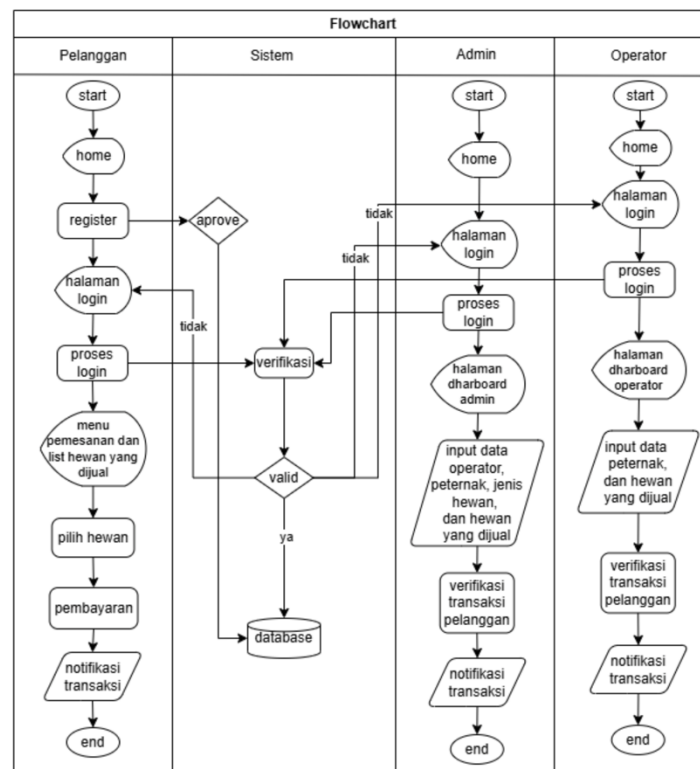 Flowchart
Pelanggan
Sistem
Admin
Operator
start
home
register
halaman
login
proses
login
menu
pemesanan dan
list hewan yang
dijual
pilih hewan
pembayaran
notifikasi
transaksi
end
aprove
tidak
verifikasi
valid
ya
database
start
home
tidak
halaman
login
proses
login
halaman
dharboard
admin
input data
operator,
peternak, jenis
hewan,
dan hewan
yang dijual
verifikasi
transaksi
pelanggan
notifikasi
transaksi
end
start
home
tidak
halaman
login
proses
login
halaman
dharboard
operator
input data
peternak,
dan hewan
yang dijual
verifikasi
transaksi
pelanggan
notifikasi
transaksi
end